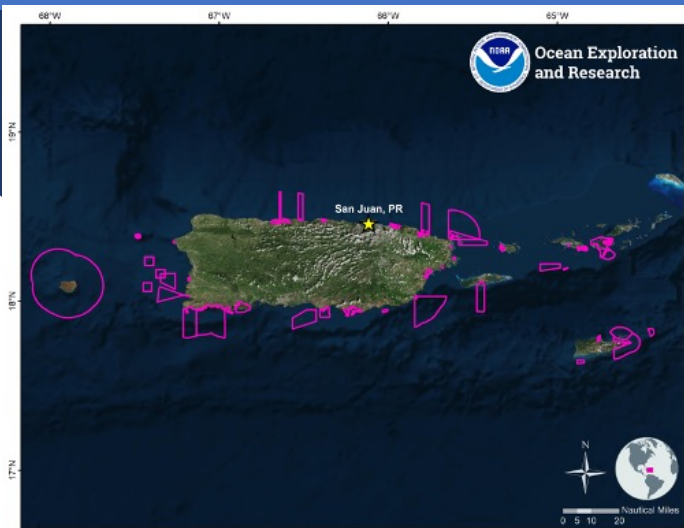 68°W 67°W 66°W 65°W
NOAA
Ocean Exploration
and Research
19°N
San Juan, PR
18°N
17°N
N
Nautical Miles
0 5 10 20